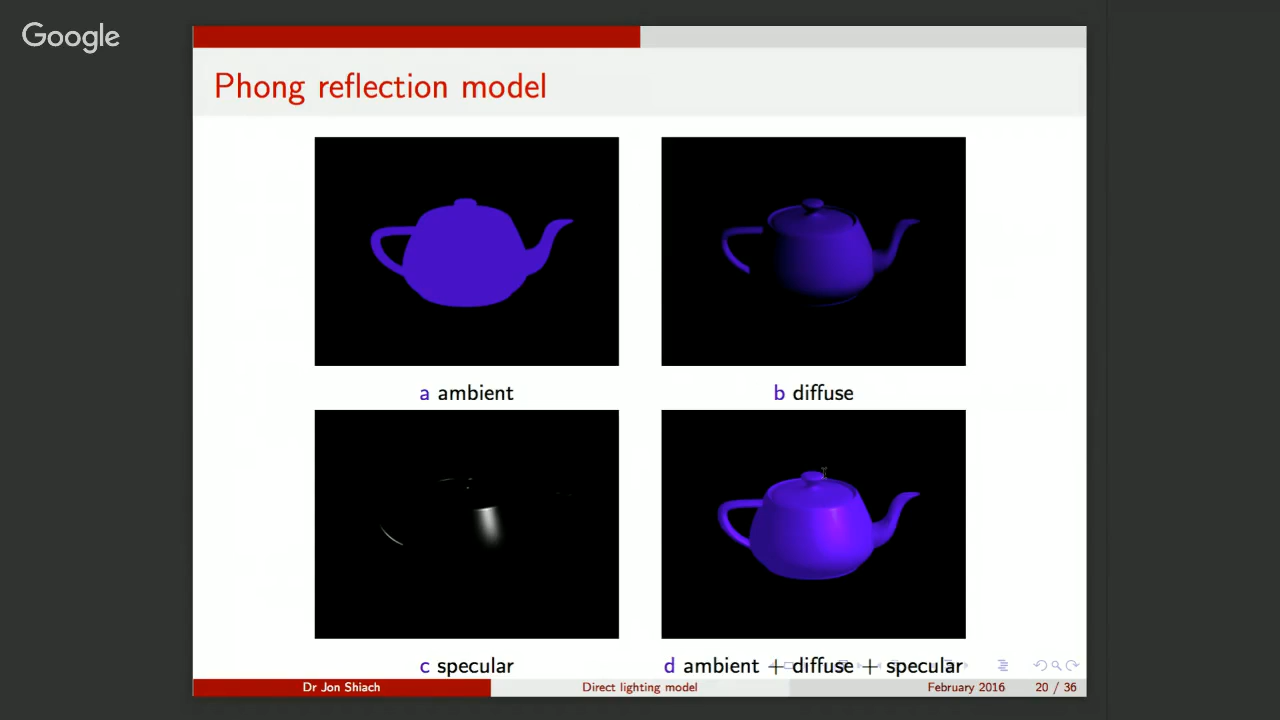 Google
Phong reflection model
a ambient
b diffuse
c specular
d ambient + diffuse + specular
Dr Jon Shiach
Direct lighting model
February 2016
20 / 36